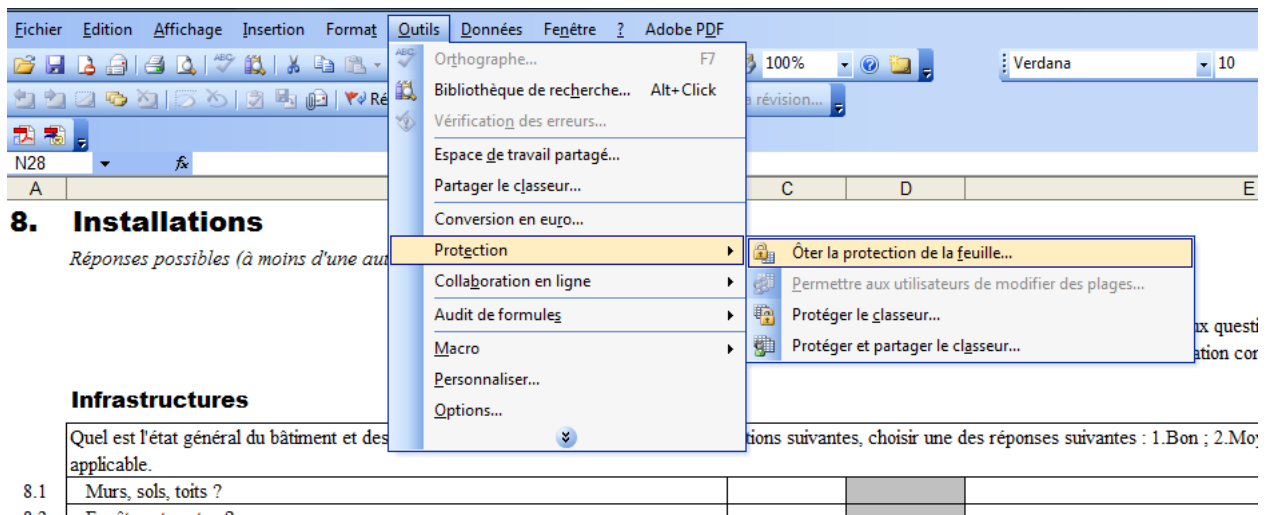 Fichier Edition Affichage Insertion Format Outils Données Fenêtre ? Adobe PDF
Orthographe... F7
100%
Verdana
10
Bibliothèque de recherche... Alt+Click
Ré
révision...
Vérification des erreurs...
Espace de travail partagé...
N28
fx
Partager le classeur...
A C D E
8. Installations
Conversion en euro...
Réponses possibles (à moins d'une
Protection
Ôter la protection de la feuille...
Collaboration en ligne
Permettre aux utilisateurs de modifier des plages...
Audit de formules
Protéger le classeur...
Macro
Protéger et partager le classeur...
Personnaliser...
Options...
Infrastructures
Quel est l'état général du bâtiment et des
suivantes, choisir une des réponses suivantes : 1.Bon ; 2.Mo
applicable.
8.1 Murs, sols, toits ?